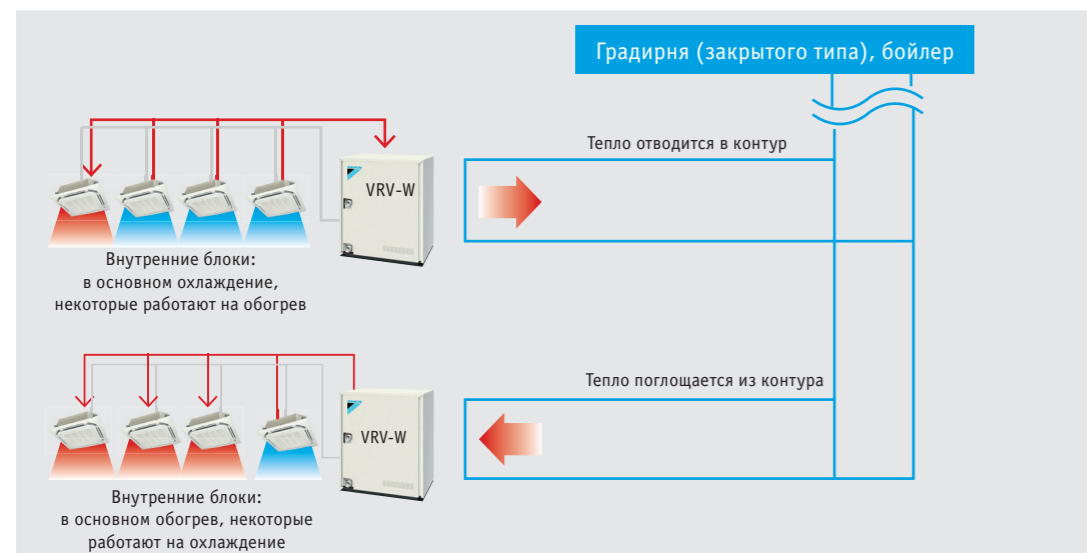 Градирня (закрытого типа), бойлер
Тепло отводится в контур
VRV-W
Внутренние блоки:
в основном охлаждение,
некоторые работают на обогрев
Тепло поглощается из контура
VRV-W
Внутренние блоки:
в основном обогрев, некоторые
работают на охлаждение